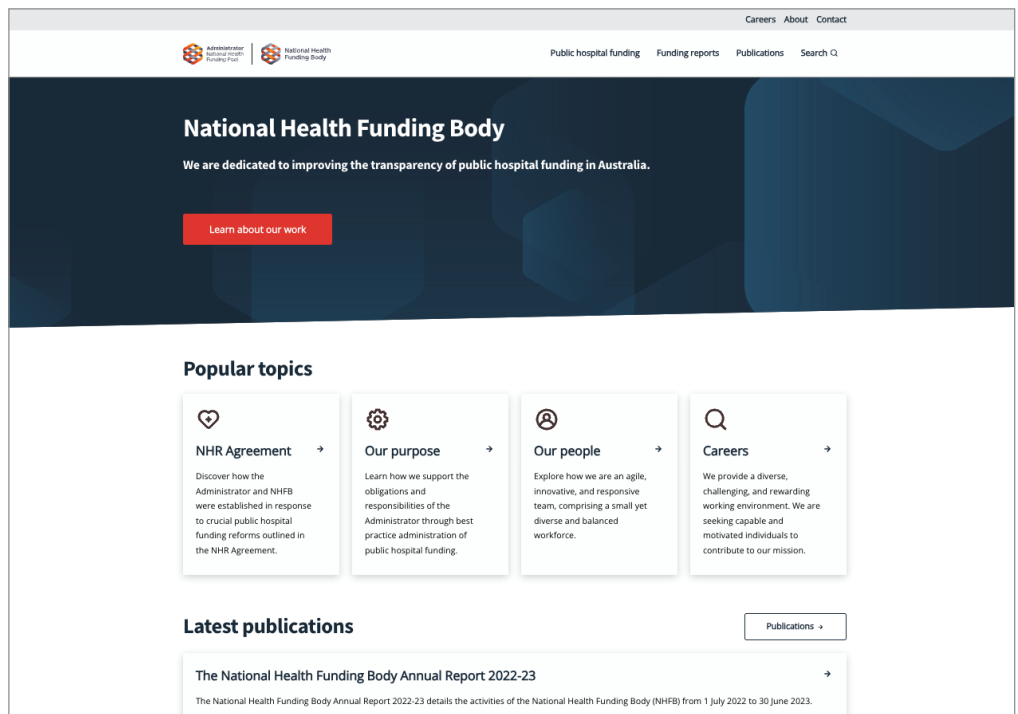 Careers About Contact
Administrator
National Health
Funding Pool
National Health
Funding Body
Public hospital funding Funding reports Publications Search
National Health Funding Body
We are dedicated to improving the transparency of public hospital funding in Australia.
Learn about our work
Popular topics
NHR Agreement
Discover how the
Administrator and NHFB
were established in response
to crucial public hospital
funding reforms outlined in
the NHR Agreement.
Our purpose
Learn how we support the
obligations and
responsibilities of the
Administrator through best
practice administration of
public hospital funding.
Our people
Explore how we are an agile,
innovative, and responsive
team, comprising a small yet
diverse and balanced
workforce.
Careers
We provide a diverse,
challenging, and rewarding
working environment. We are
seeking capable and
motivated individuals to
contribute to our mission.
Latest publications
Publications →
The National Health Funding Body Annual Report 2022-23
The National Health Funding Body Annual Report 2022-23 details the activities of the National Health Funding Body (NHFB) from 1 July 2022 to 30 June 2023.